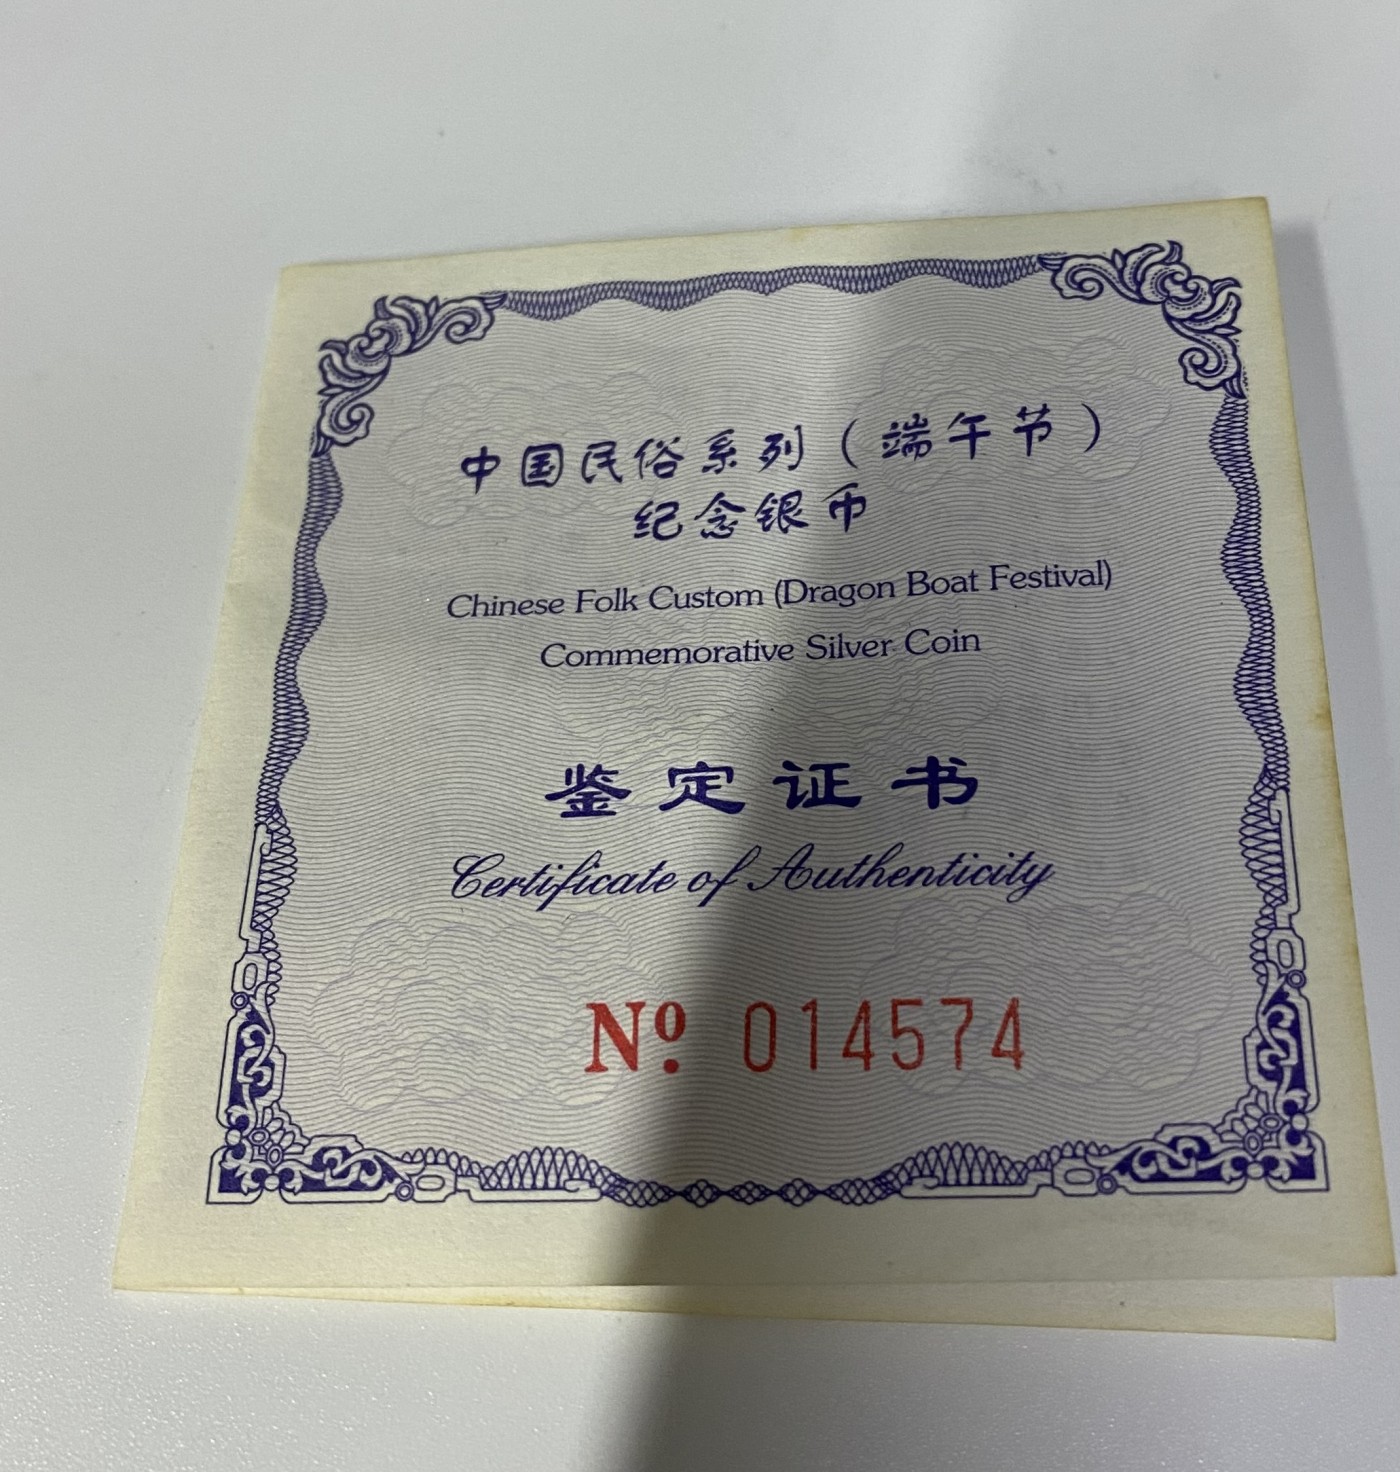 中国民俗系列（端午节）
纪念银币
Chinese Folk Custom (Dragon Boat Festival)
Commemorative Silver Coin
鉴定证书
Certificate of Authenticity
Nº. 014574